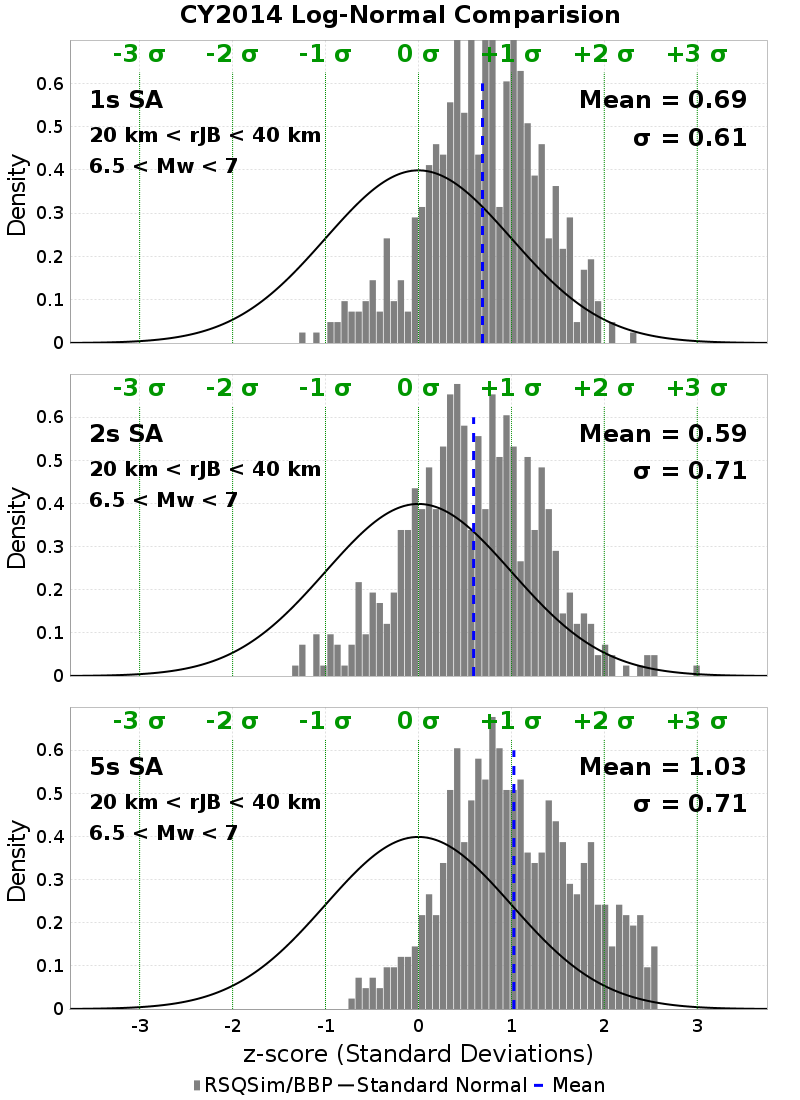 CY2014 Log-Normal Comparision
-3 σ -2 σ -1 σ 0 σ +1 σ +2 σ +3 σ
1s SA
Mean = 0.69
20 km < rJB < 40 km
σ = 0.61
6.5 < Mw < 7
Density
0.6
0.5
0.4
0.3
0.2
0.1
0
-3 σ -2 σ -1 σ 0 σ +1 σ +2 σ +3 σ
2s SA
Mean = 0.59
20 km < rJB < 40 km
σ = 0.71
6.5 < Mw < 7
Density
0.6
0.5
0.4
0.3
0.2
0.1
0
-3 σ -2 σ -1 σ 0 σ +1 σ +2 σ +3 σ
5s SA
Mean = 1.03
20 km < rJB < 40 km
σ = 0.71
6.5 < Mw < 7
Density
0.6
0.5
0.4
0.3
0.2
0.1
0
-3 -2 -1 0 1 2 3
z-score (Standard Deviations)
RSQSim/BBP Standard Normal Mean